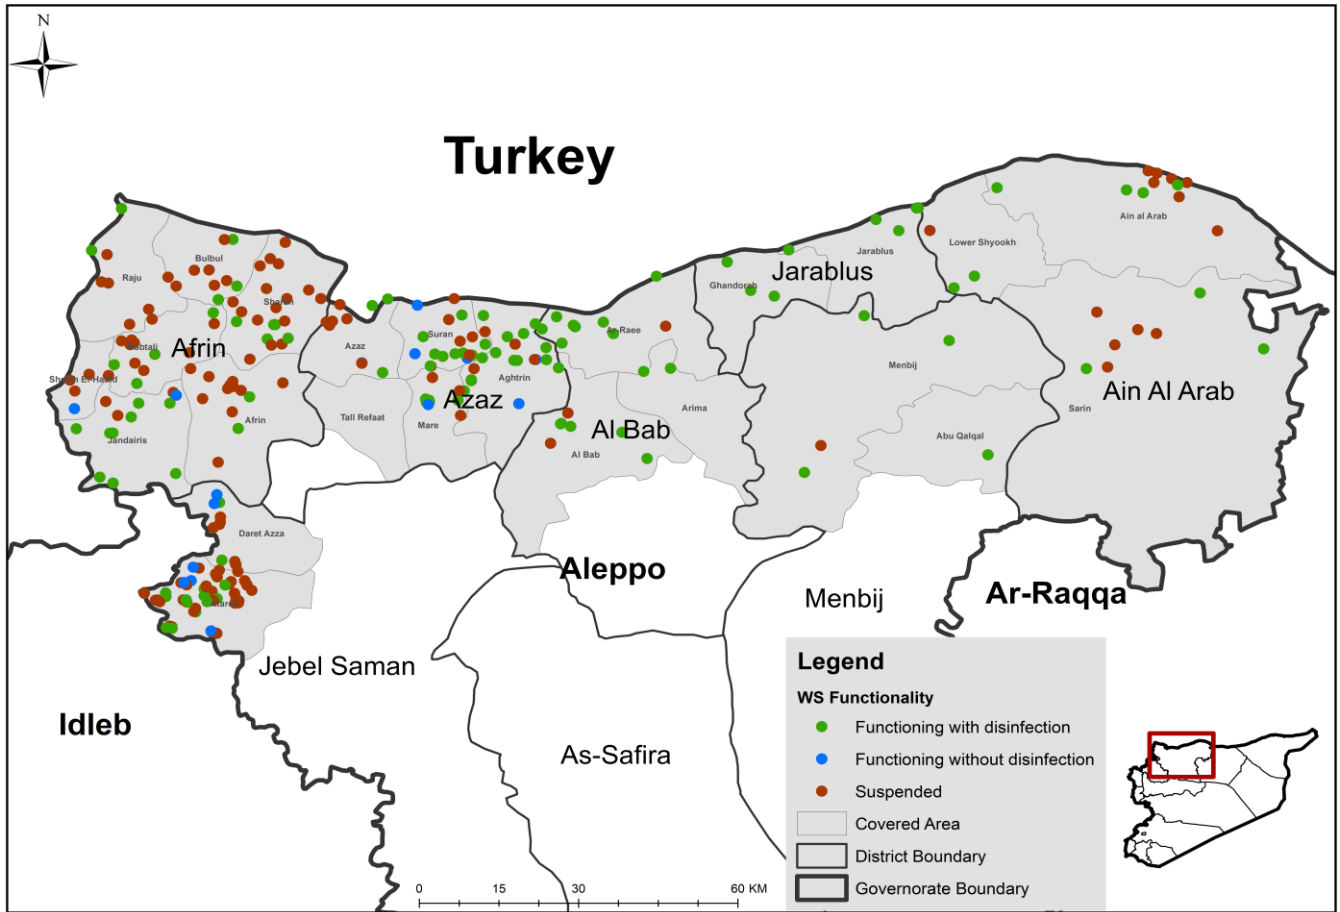 N
Turkey
Ain al Arab
Lower Shyookh
Jarablus
Jarablus
Ghandorah
Bulbul
Raju
Sharan
Ar-Raee
Suran
Azaz
Afrin
Menbij
Aghtrin
Ain Al Arab
Sarin
Azaz
Arima
Tall Refaat
Mare
Afrin
Al Bab
Al Bab
Abu Qalqal
Jandairis
Daret Azza
Aleppo
Ar-Raqqa
Menbij
Jebel Saman
Idleb
As-Safira
Legend
WS Functionality
Functioning with disinfection
Functioning without disinfection
Suspended
Covered Area
District Boundary
Governorate Boundary
0 15 30 60 KM